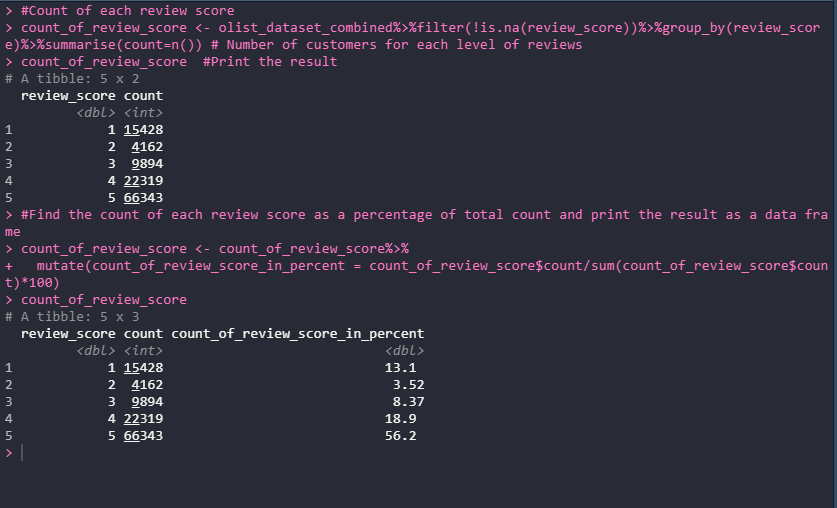 > #Count of each review score
> count_of_review_score <- olist_dataset_combined%>%filter(!is.na(review_score))%>%group_by(review_scor
e)%>%summarise(count=n()) # Number of customers for each level of reviews
> count_of_review_score  #Print the result
# A tibble: 5 x 2
  review_score count
         <dbl> <int>
1            1 15428
2            2  4162
3            3  9894
4            4 22319
5            5 66343
> #Find the count of each review score as a percentage of total count and print the result as a data fra
me
> count_of_review_score <- count_of_review_score%>%
+   mutate(count_of_review_score_in_percent = count_of_review_score$count/sum(count_of_review_score$coun
t)*100)
> count_of_review_score
# A tibble: 5 x 3
  review_score count count_of_review_score_in_percent
         <dbl> <int>                            <dbl>
1            1 15428                            13.1
2            2  4162                             3.52
3            3  9894                             8.37
4            4 22319                            18.9
5            5 66343                            56.2
>